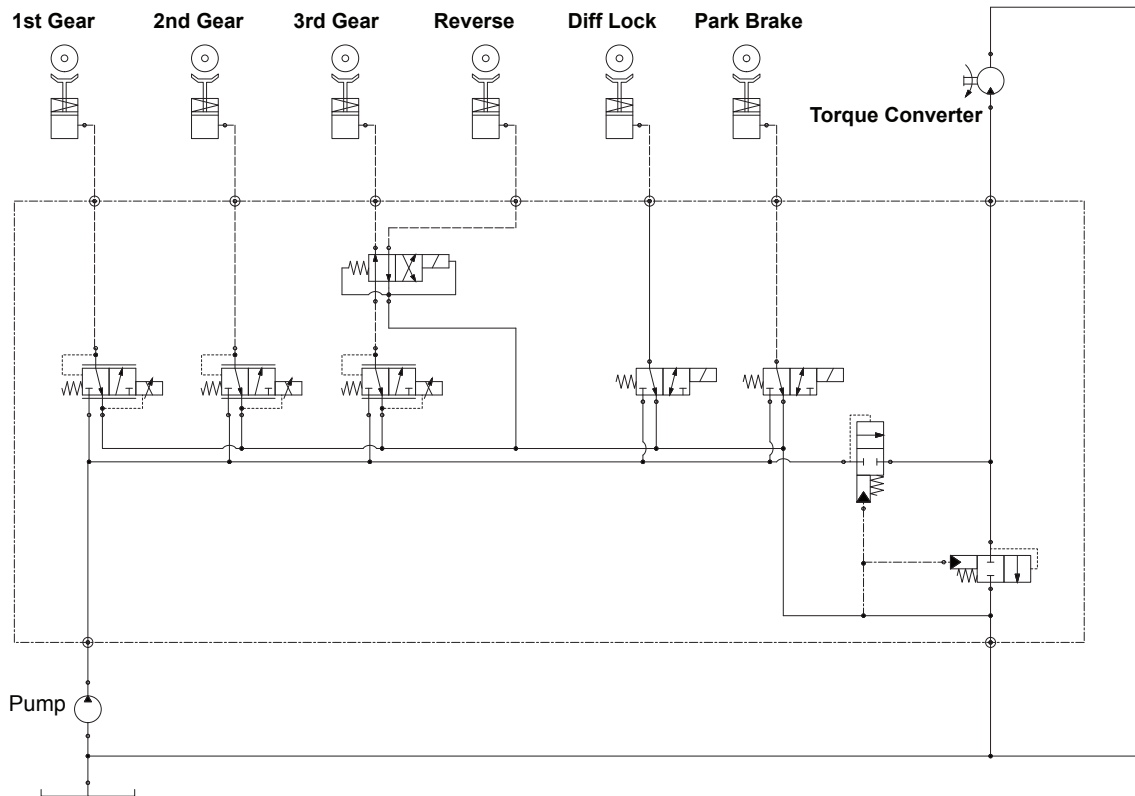 1st Gear 2nd Gear 3rd Gear Reverse Diff Lock Park Brake
Torque Converter
Pump